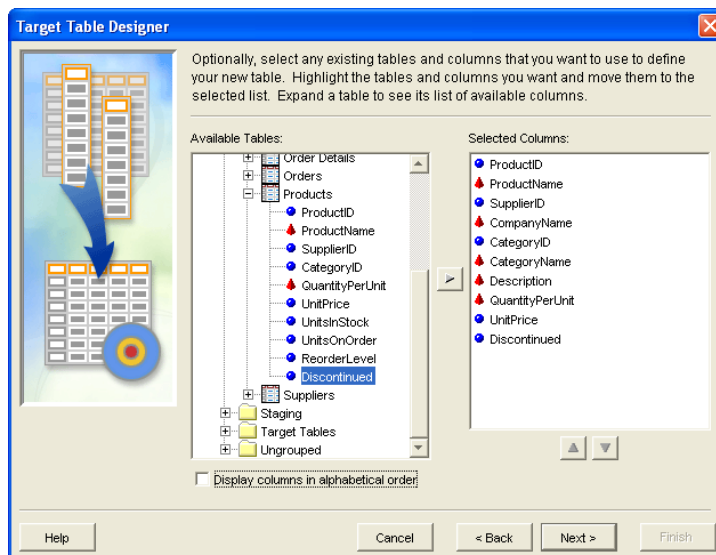 Target Table Designer
Optionally, select any existing tables and columns that you want to use to define
your new table. Highlight the tables and columns you want and move them to the
selected list. Expand a table to see its list of available columns.
Available Tables:
Order Details
Orders
Products
ProductID
ProductName
SupplierID
CategoryID
QuantityPerUnit
UnitPrice
UnitsInStock
UnitsOnOrder
ReorderLevel
Discontinued
Suppliers
Staging
Target Tables
Ungrouped
Display columns in alphabetical order
Selected Columns:
ProductID
ProductName
SupplierID
CompanyName
CategoryID
CategoryName
Description
QuantityPerUnit
UnitPrice
Discontinued
Help
Cancel
< Back
Next >
Finish